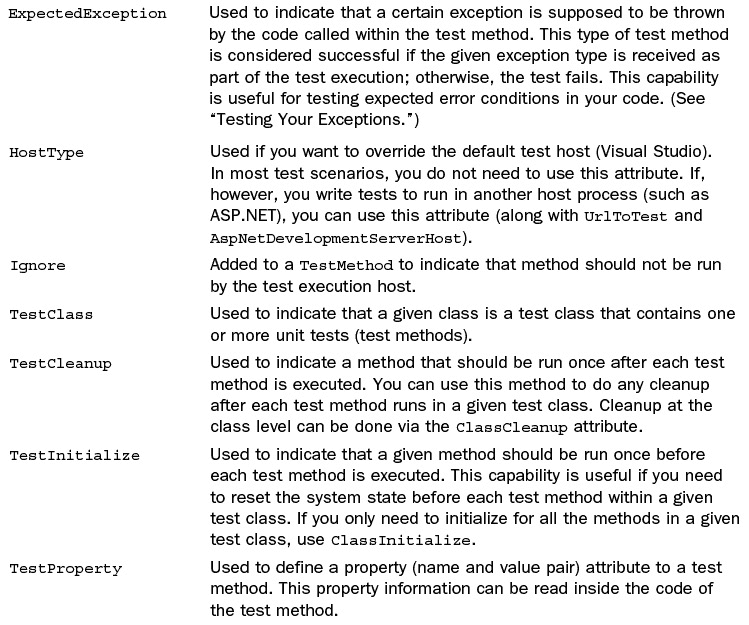 ExpectedException Used to indicate that a certain exception is supposed to be thrown
by the code called within the test method. This type of test method
is considered successful if the given exception type is received as
part of the test execution; otherwise, the test fails. This capability
is useful for testing expected error conditions in your code. (See
“Testing Your Exceptions.”)
HostType Used if you want to override the default test host (Visual Studio).
In most test scenarios, you do not need to use this attribute. If,
however, you write tests to run in another host process (such as
ASP.NET), you can use this attribute (along with UrlToTest and
AspNetDevelopmentServerHost).
Ignore Added to a TestMethod to indicate that method should not be run
by the test execution host.
TestClass Used to indicate that a given class is a test class that contains one
or more unit tests (test methods).
TestCleanup Used to indicate a method that should be run once after each test
method is executed. You can use this method to do any cleanup
after each test method runs in a given test class. Cleanup at the
class level can be done via the ClassCleanup attribute.
TestInitialize Used to indicate that a given method should be run once before
each test method is executed. This capability is useful if you need
to reset the system state before each test method within a given
test class. If you only need to initialize for all the methods in a given
test class, use ClassInitialize.
TestProperty Used to define a property (name and value pair) attribute to a test
method. This property information can be read inside the code of
the test method.